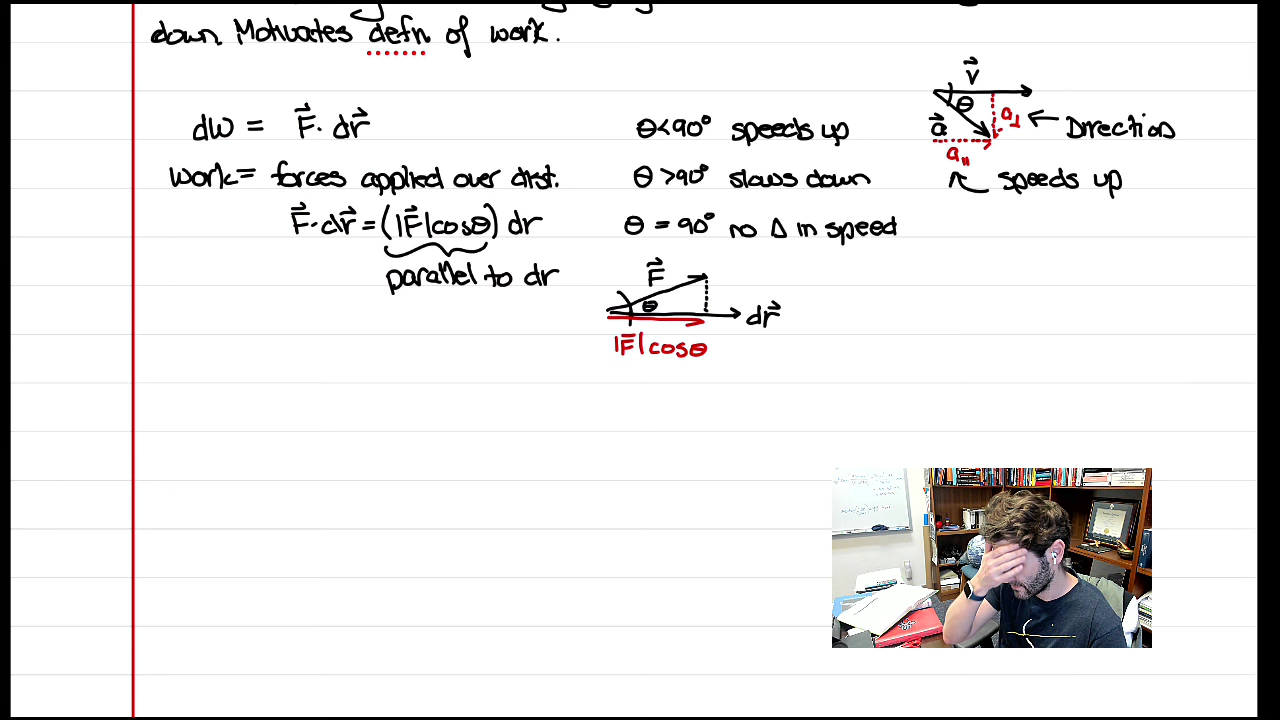 down. Motivates defn. of work.
dW = F⃗ · dr⃗
θ<90° speeds up
v⃗
θ
a⃗
a⊥
← Direction
a∥
speeds up
work = forces applied over dist.
θ >90° slows down
F⃗·dr⃗ = (|F⃗|cosθ) dr
θ = 90° no Δ in speed
parallel to dr
F⃗
θ
dr⃗
|F⃗|cosθ